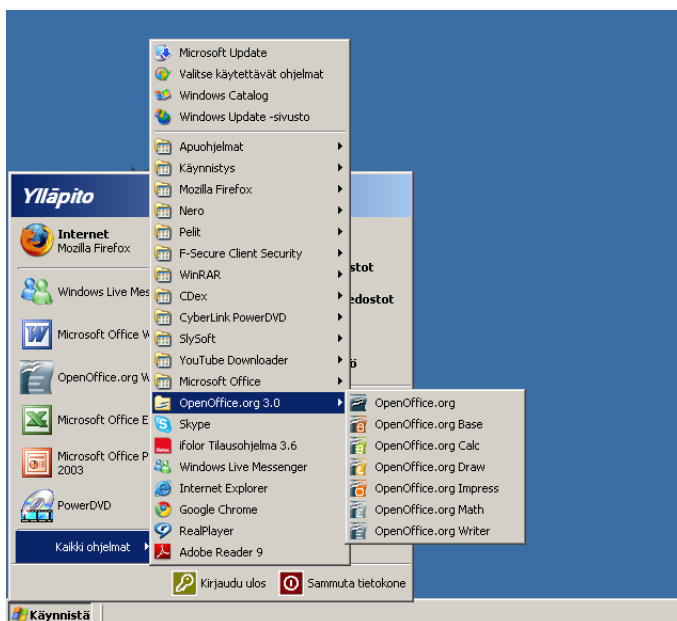 Microsoft Update
Valitse käytettävät ohjelmat
Windows Catalog
Windows Update -sivusto
Apuohjelmat
Käynnistys
Mozilla Firefox
Nero
Pelit
F-Secure Client Security
WinRAR
CDex
CyberLink PowerDVD
SlySoft
YouTube Downloader
Microsoft Office
OpenOffice.org 3.0
Skype
ifolor Tilausohjelma 3.6
Windows Live Messenger
Internet Explorer
Google Chrome
RealPlayer
Adobe Reader 9
OpenOffice.org
OpenOffice.org Base
OpenOffice.org Calc
OpenOffice.org Draw
OpenOffice.org Impress
OpenOffice.org Math
OpenOffice.org Writer
Ylläpito
Internet
Mozilla Firefox
Windows Live Mes
Microsoft Office W
OpenOffice.org W
Microsoft Office E
Microsoft Office P
2003
PowerDVD
Kaikki ohjelmat
stot
edostot
ö
Kirjaudu ulos
Sammuta tietokone
Käynnistä